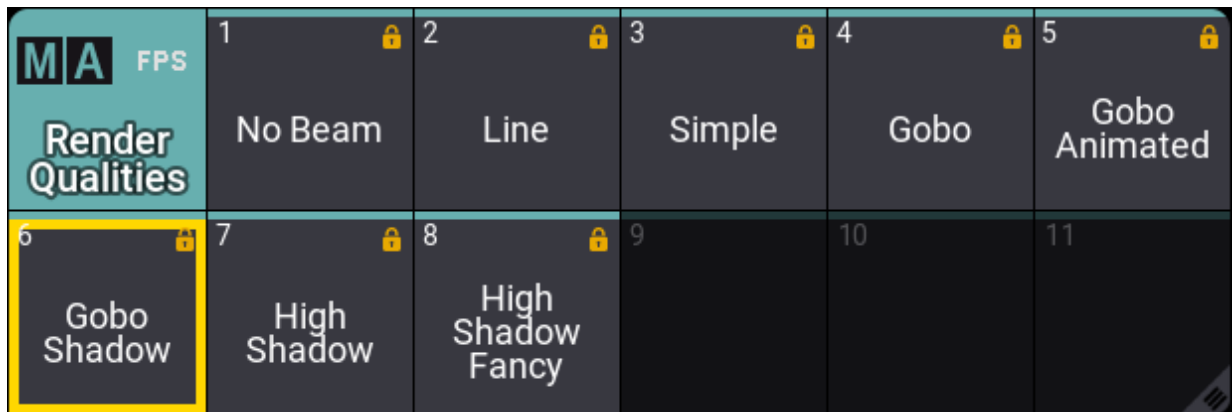 MA FPS
Render
Qualities
1
No Beam
2
Line
3
Simple
4
Gobo
5
Gobo
Animated
6
Gobo
Shadow
7
High
Shadow
8
High
Shadow
Fancy
9
10
11